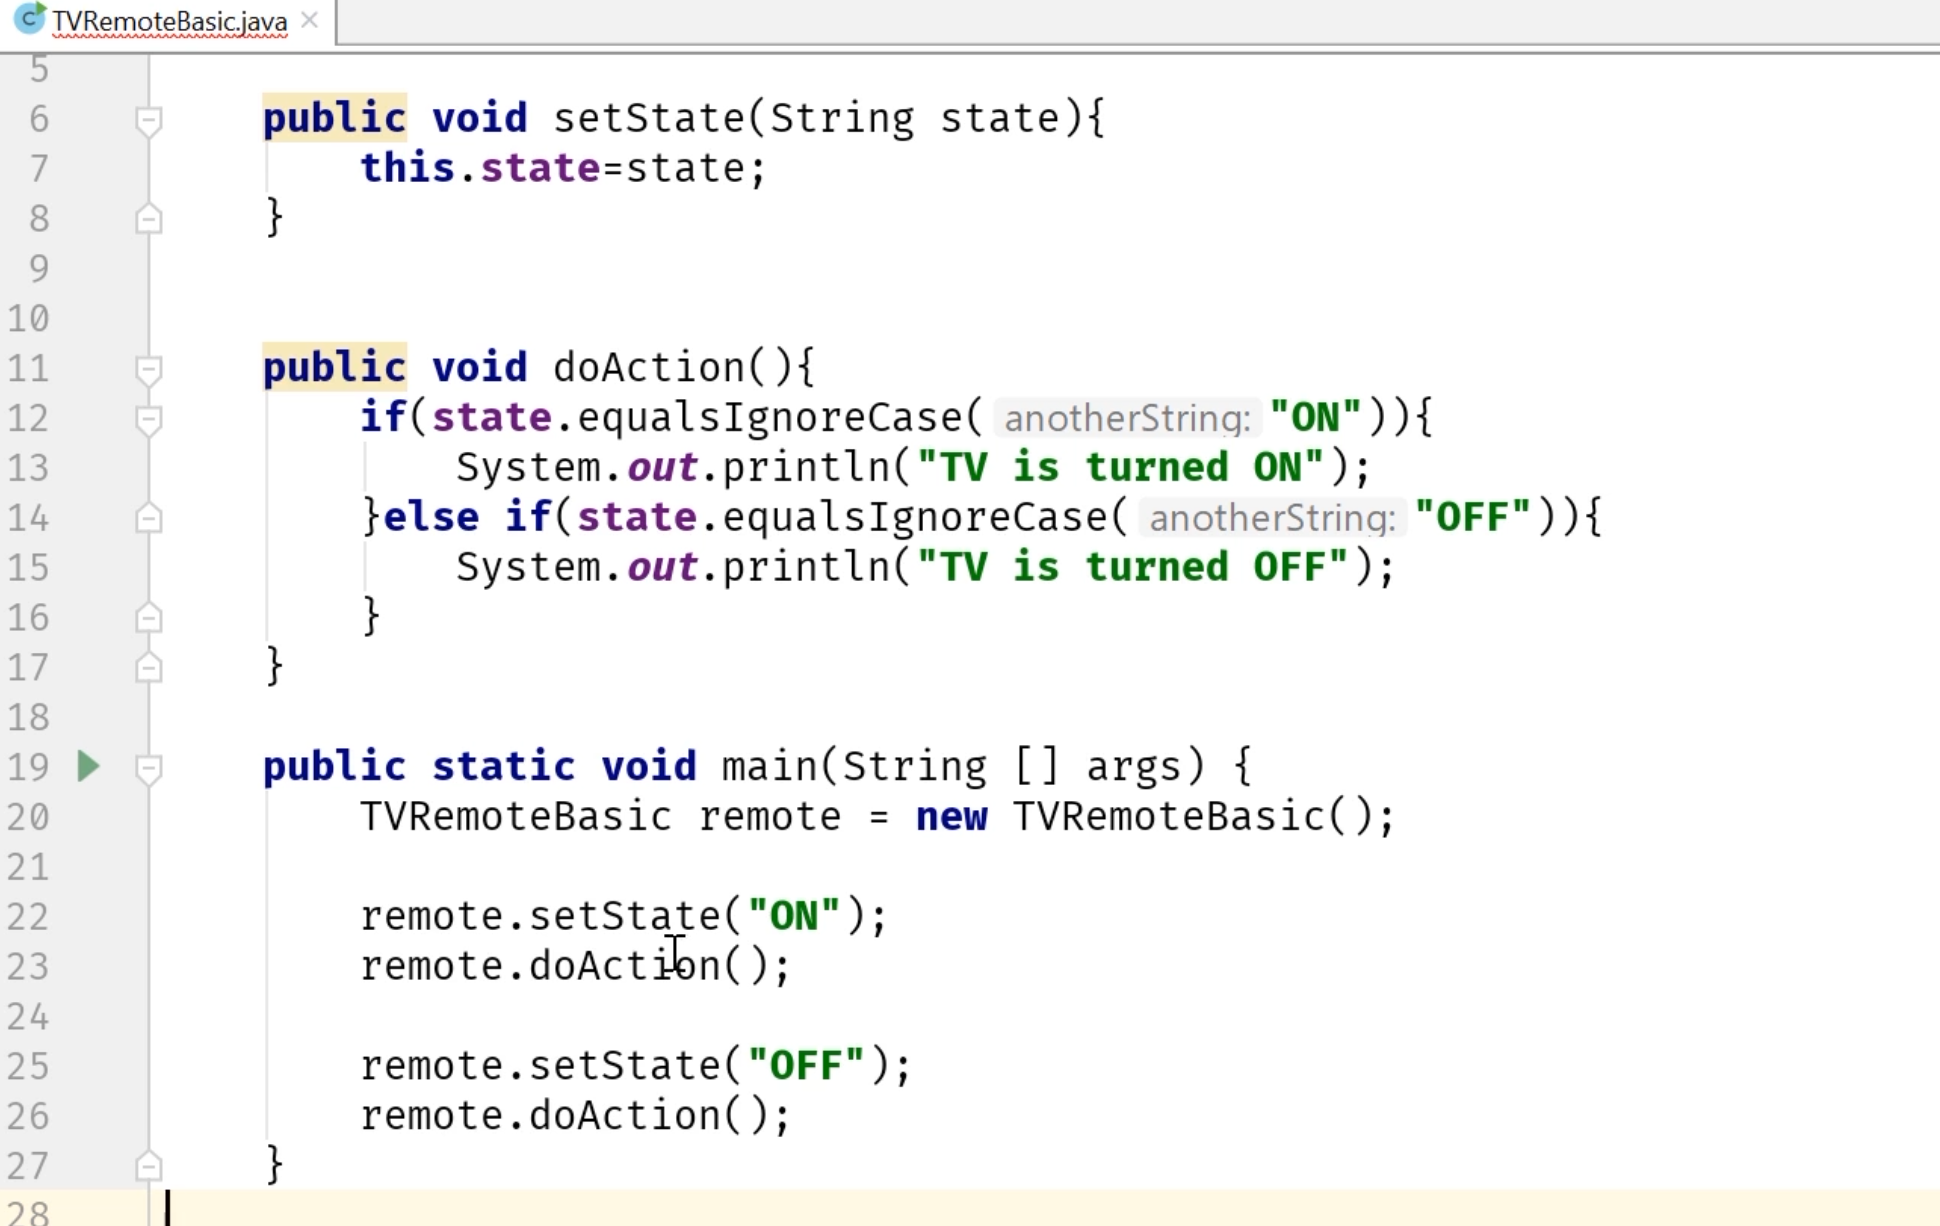 TVRemoteBasic.java
5
6 public void setState(String state){
7 this.state=state;
8 }
9
10
11 public void doAction(){
12 if(state.equalsIgnoreCase( anotherString: "ON")){
13 System.out.println("TV is turned ON");
14 }else if(state.equalsIgnoreCase( anotherString: "OFF")){
15 System.out.println("TV is turned OFF");
16 }
17 }
18
19 public static void main(String [] args) {
20 TVRemoteBasic remote = new TVRemoteBasic();
21
22 remote.setState("ON");
23 remote.doAction();
24
25 remote.setState("OFF");
26 remote.doAction();
27 }
28